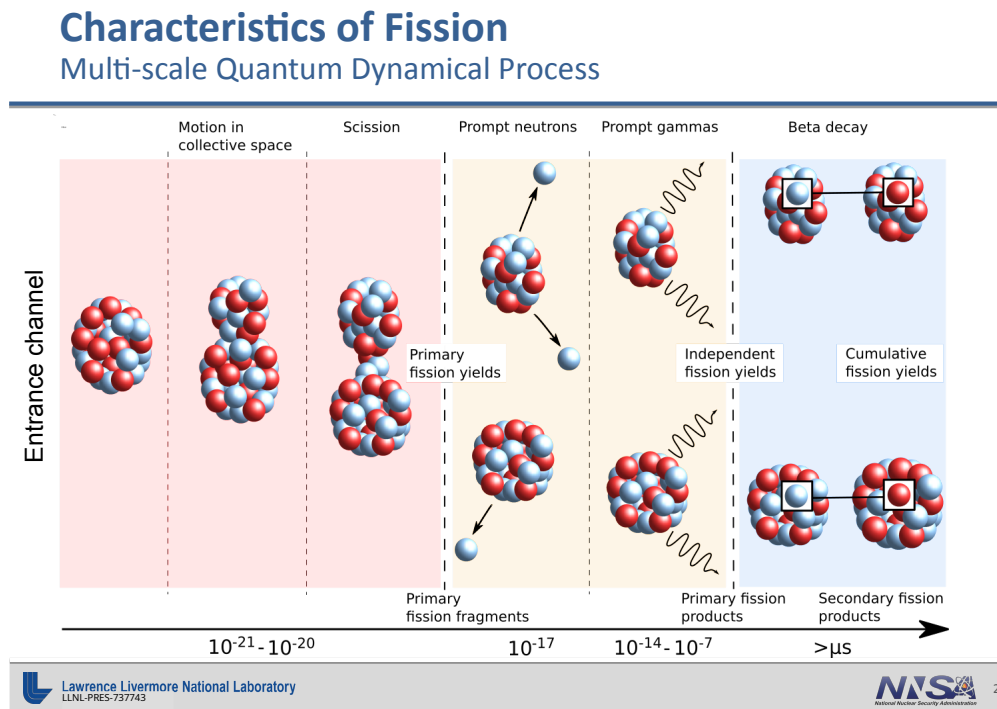 Characteristics of Fission
Multi-scale Quantum Dynamical Process
Motion in
collective space
Scission
Prompt neutrons
Prompt gammas
Beta decay
Entrance channel
Primary
fission yields
Independent
fission yields
Cumulative
fission yields
Primary
fission fragments
Primary fission
products
Secondary fission
products
10⁻²¹ - 10⁻²⁰
10⁻¹⁷
10⁻¹⁴ - 10⁻⁷
>µs
Lawrence Livermore National Laboratory
LLNL-PRES-737743
NNSA
National Nuclear Security Administration
2